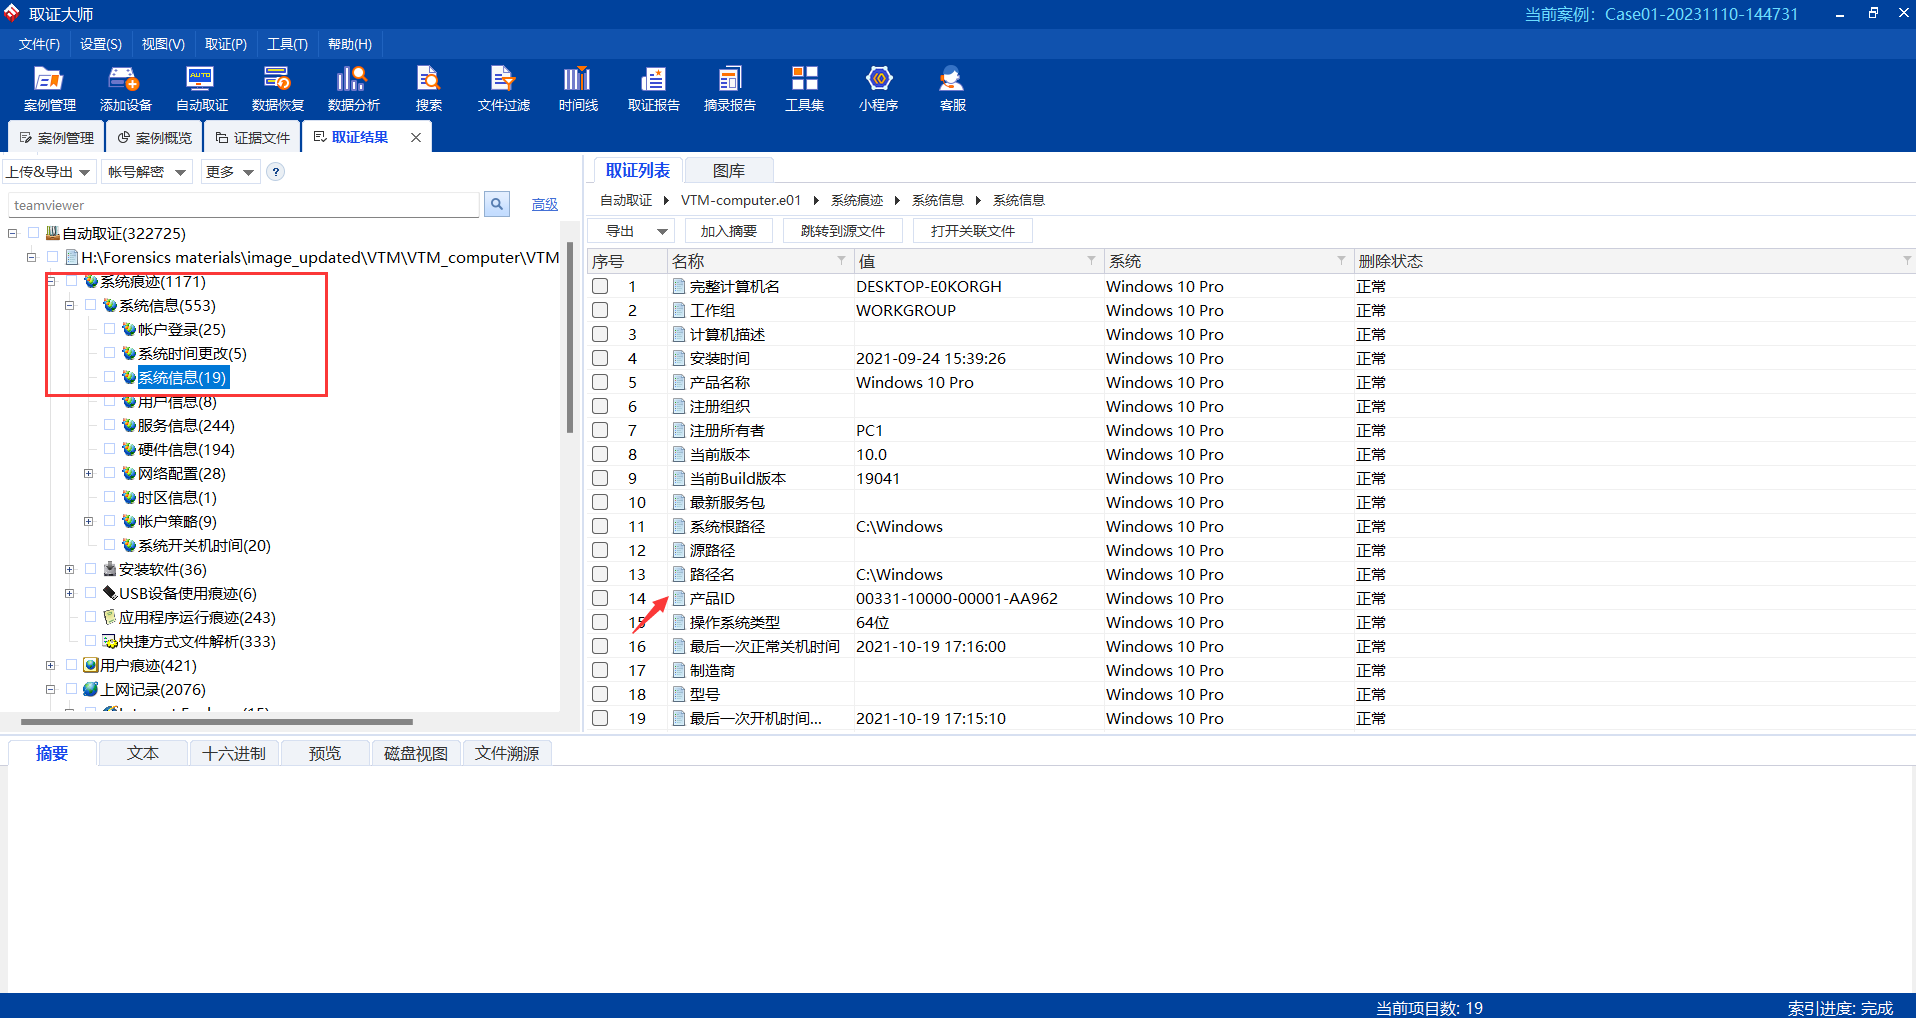 取证大师
当前案例： Case01-20231110-144731
文件(F) 设置(S) 视图(V) 取证(P) 工具(T) 帮助(H)
案例管理 添加设备 自动取证 数据恢复 数据分析 搜索 文件过滤 时间线 取证报告 摘录报告 工具集 小程序 客服
案例管理 案例概览 证据文件 取证结果
上传&导出 帐号解密 更多 ?
teamviewer 高级
自动取证(322725)
H:\Forensics materials\image_updated\VTM\VTM_computer\VTM
系统痕迹(1171)
系统信息(553)
帐户登录(25)
系统时间更改(5)
系统信息(19)
用户信息(8)
服务信息(244)
硬件信息(194)
网络配置(28)
时区信息(1)
帐户策略(9)
系统开关机时间(20)
安装软件(36)
USB设备使用痕迹(6)
应用程序运行痕迹(243)
快捷方式文件解析(333)
用户痕迹(421)
上网记录(2076)
取证列表 图库
自动取证 VTM-computer.e01 系统痕迹 系统信息 系统信息
导出 加入摘要 跳转到源文件 打开关联文件
序号 名称 值 系统 删除状态
1 完整计算机名 DESKTOP-E0KORGH Windows 10 Pro 正常
2 工作组 WORKGROUP Windows 10 Pro 正常
3 计算机描述 Windows 10 Pro 正常
4 安装时间 2021-09-24 15:39:26 Windows 10 Pro 正常
5 产品名称 Windows 10 Pro Windows 10 Pro 正常
6 注册组织 Windows 10 Pro 正常
7 注册所有者 PC1 Windows 10 Pro 正常
8 当前版本 10.0 Windows 10 Pro 正常
9 当前Build版本 19041 Windows 10 Pro 正常
10 最新服务包 Windows 10 Pro 正常
11 系统根路径 C:\Windows Windows 10 Pro 正常
12 源路径 Windows 10 Pro 正常
13 路径名 C:\Windows Windows 10 Pro 正常
14 产品ID 00331-10000-00001-AA962 Windows 10 Pro 正常
15 操作系统类型 64位 Windows 10 Pro 正常
16 最后一次正常关机时间 2021-10-19 17:16:00 Windows 10 Pro 正常
17 制造商 Windows 10 Pro 正常
18 型号 Windows 10 Pro 正常
19 最后一次开机时间... 2021-10-19 17:15:10 Windows 10 Pro 正常
摘要 文本 十六进制 预览 磁盘视图 文件溯源
当前项目数: 19
索引进度: 完成